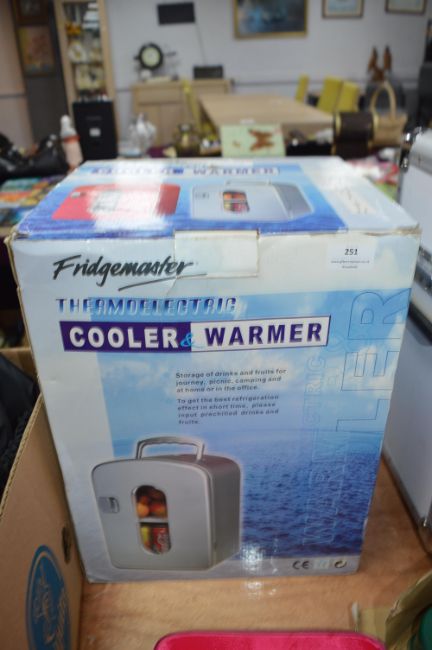 COOLER & WARMER
251
Fridgemaster
THERMOELECTRIC
COOLER & WARMER
Storage of drinks and fruits for
journey, picnic, camping and
at home or in the office.
To get the best refrigeration
effect in short time, please
input prechilled drinks and
fruits.
CE